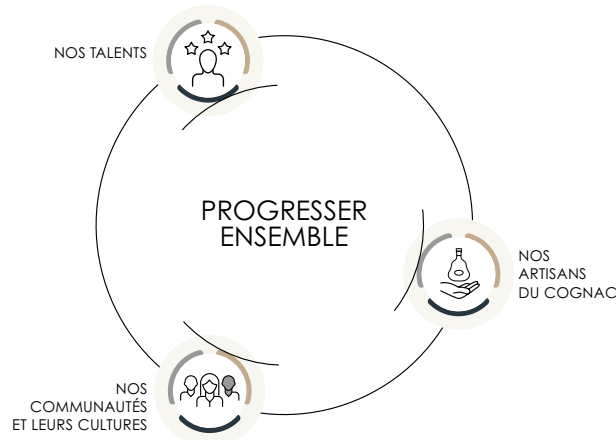 NOS TALENTS
PROGRESSER
ENSEMBLE
NOS
ARTISANS
DU COGNAC
NOS
COMMUNAUTÉS
ET LEURS CULTURES